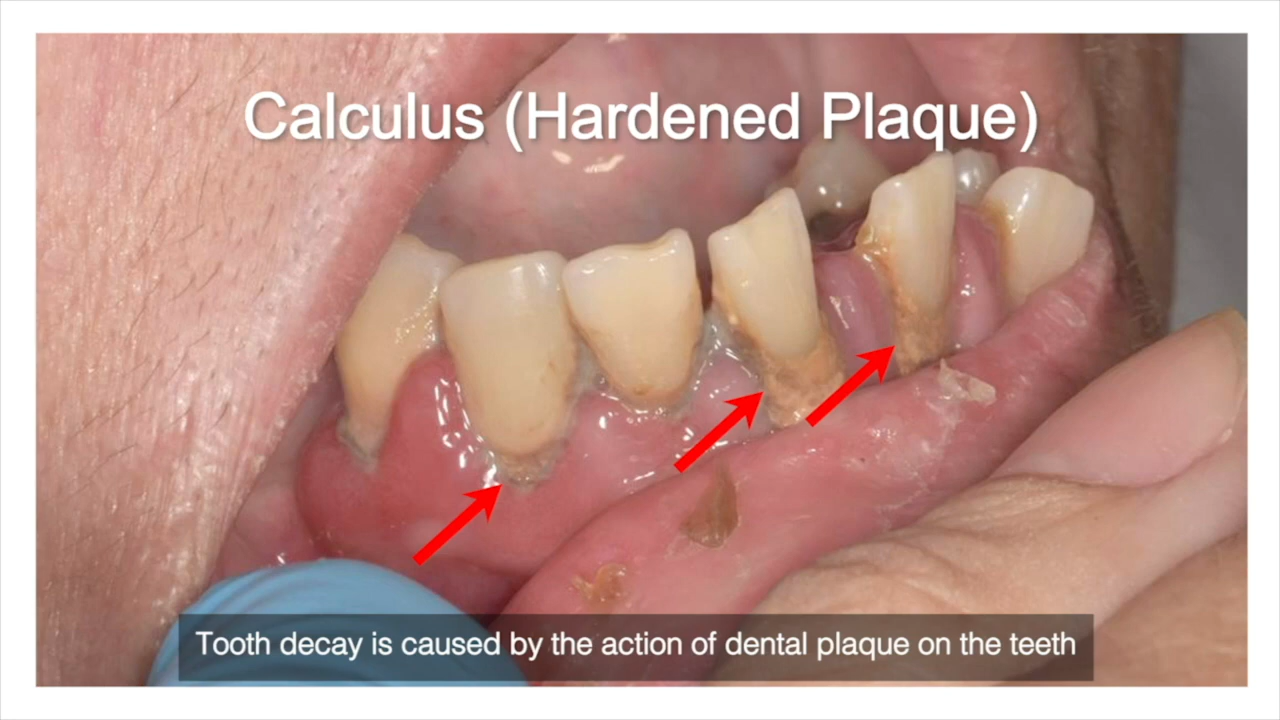 Calculus (Hardened Plaque)
Tooth decay is caused by the action of dental plaque on the teeth